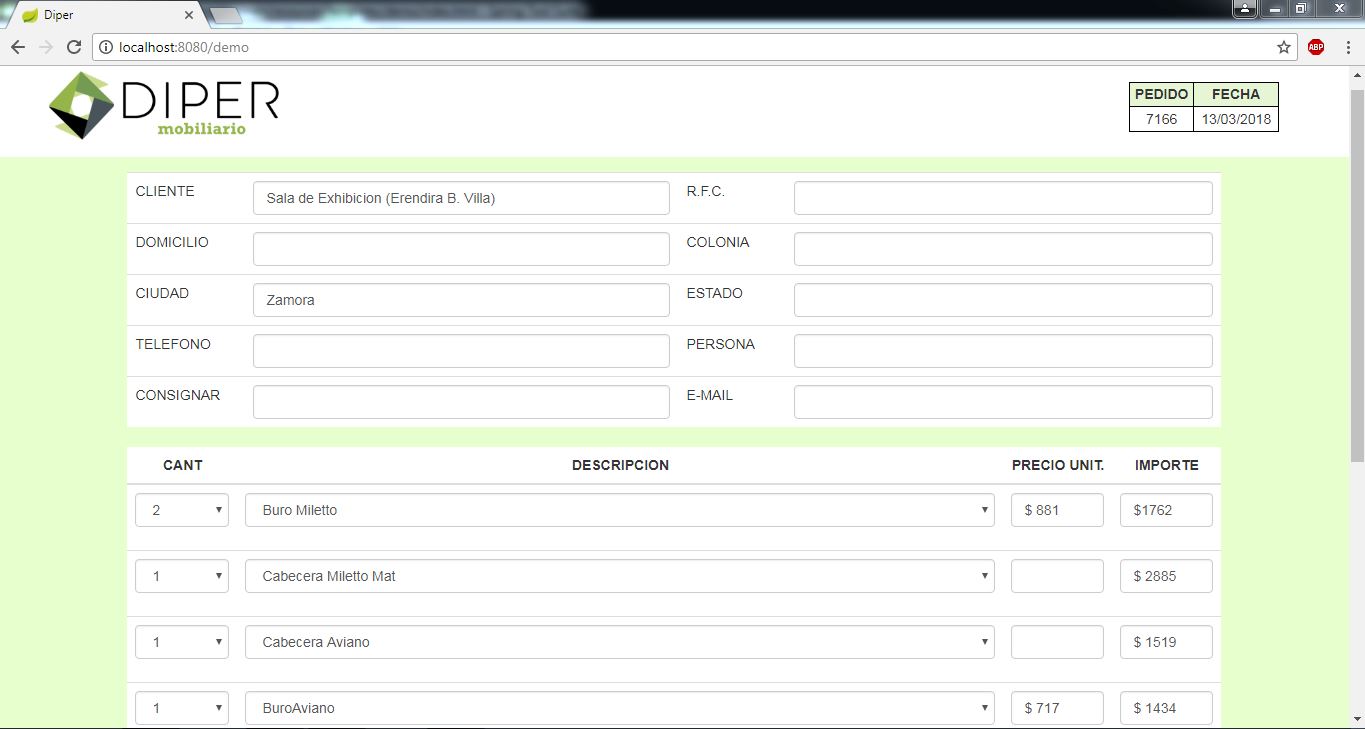 Diper
localhost:8080/demo
ABP
DIPER
mobiliario
PEDIDO FECHA
7166 13/03/2018
CLIENTE Sala de Exhibicion (Erendira B. Villa) R.F.C.
DOMICILIO COLONIA
CIUDAD Zamora ESTADO
TELEFONO PERSONA
CONSIGNAR E-MAIL
CANT DESCRIPCION PRECIO UNIT. IMPORTE
2 Buro Miletto $ 881 $1762
1 Cabecera Miletto Mat $ 2885
1 Cabecera Aviano $ 1519
1 BuroAviano $ 717 $ 1434